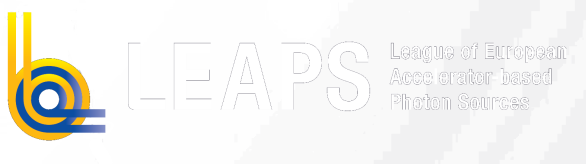 LEAPS
League of European
Accelerator based
Photon Sources